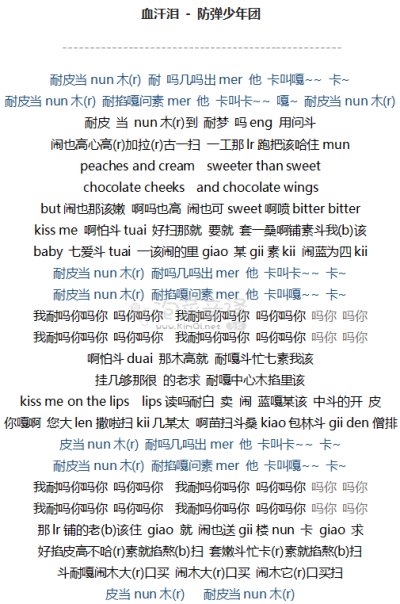 血汗泪 - 防弹少年团
耐皮当 nun 木(r) 耐 吗几吗出 mer 他 卡叫嘎~~ 卡~
耐皮当 nun 木(r) 耐掐嘎问素 mer 他 卡叫卡~~ 嘎~ 耐皮当 nun 木(r)
耐皮 当 nun 木(r)到 耐梦 吗 eng 用问斗
闹也高心高(r)加拉(r)古一扫 一工那 lr 跑把该哈住 mun
peaches and cream sweeter than sweet
chocolate cheeks and chocolate wings
but 闹也那该嫩 啊吗也高 闹也可 sweet 啊喷 bitter bitter
kiss me 啊怕斗 tuai 好扫那就 要就 套一桑啊铺素斗我(b)该
baby 七爱斗 tuai 一该闹的里 giao 某 gii 素 kii 闹蓝为四 kii
耐皮当 nun 木(r) 耐吗几吗出 mer 他 卡叫卡~~ 卡~
耐皮当 nun 木(r) 耐掐嘎问素 mer 他 卡叫嘎~~ 卡~
我耐吗你吗你 吗你吗你 我耐吗你吗你 吗你吗你 吗你 吗你
我耐吗你吗你 吗你吗你 我耐吗你吗你 吗你吗你 吗你 吗你
啊怕斗 duai 那木高就 耐嘎斗忙七素我该
挂几够那很 的老求 耐嘎中心木掐里该
kiss me on the lips lips 读吗耐白 卖 闹 蓝嘎某该 中斗的开 皮
你嘎啊 您大 len 撒啦扫 kii 几某太 啊苗扫斗桑 kiao 包林斗 gii den 僧排
皮当 nun 木(r) 耐吗几吗出 mer 他 卡叫卡~~ 卡~
耐皮当 nun 木(r) 耐掐嘎问素 mer 他 卡叫嘎~~ 卡~
我耐吗你吗你 吗你吗你 我耐吗你吗你 吗你吗你 吗你 吗你
我耐吗你吗你 吗你吗你 我耐吗你吗你 吗你吗你 吗你 吗你
那 lr 铺的老(b)该住 giao 就 闹也送 gii 楼 nun 卡 giao 求
好掐皮高不哈(r)素就掐熬(b)扫 套嫩斗忙卡(r)素就掐熬(b)扫
斗耐嘎闹木大(r)口买 闹木大(r)口买 闹木它(r)口买扫
皮当 nun 木(r) 耐皮当 nun 木(r)
www.KimQi.net